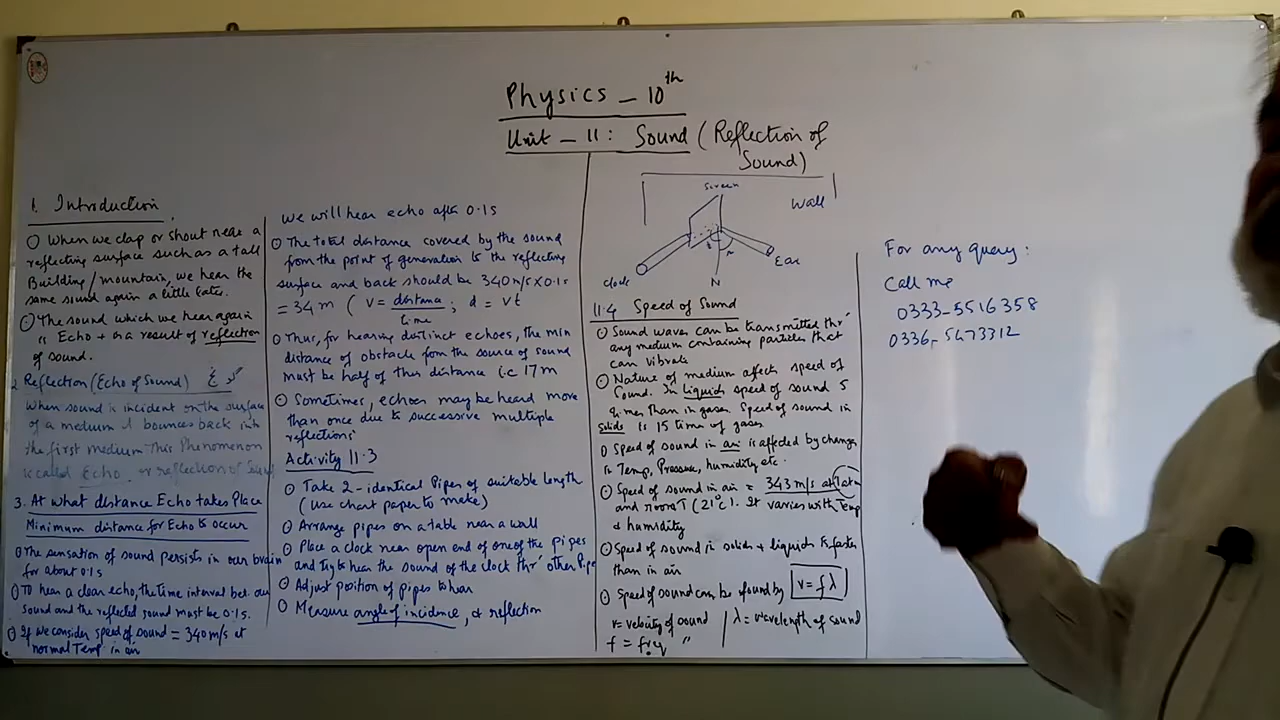 Physics - 10th
Unit - 11: Sound (Reflection of
Sound)
1. Introduction
When we clap or shout near a
reflecting surface such as a tall
Building/mountain, we hear the
same sound again a little later.
The sound which we hear again
is Echo + is a result of reflection
of sound.
2. Reflection (Echo of Sound)
When sound is incident on the surface
of a medium it bounces back into
the first medium. This Phenomenon
is called Echo or reflection of Sound
3. At what distance Echo takes Place
Minimum distance for Echo to occur
The sensation of sound persists in our brain
for about 0.1s
To hear a clear echo, the Time interval bet. our
sound and the reflected sound must be 0.1s.
If we consider speed of sound = 340 m/s at
normal Temp in air
we will hear echo after 0.1s
The total distance covered by the sound
from the point of generation to the reflecting
surface and back should be 340 m/s x 0.1s
= 34 m ( v = distance/time ; d = vt
Thus, for hearing distinct echoes, the min
distance of obstacle from the source of sound
must be half of this distance i.e 17 m
Sometimes, echoes may be heard more
than once due to successive multiple
reflections
Activity 11.3
Take 2-identical Pipes of suitable length
(Use chart paper to make)
Arrange pipes on a table near a wall
Place a clock near open end of one of the pipes
and Try to hear the sound of the clock thr' other Pipe
Adjust position of pipes to hear
Measure angle of incidence, & reflection
Screen
Wall
i
r
clock
N
Ear
11.4 Speed of Sound
Sound waves can be transmitted thr'
any medium containing particles that
can vibrate
Nature of medium affects speed of
Sound. In liquids speed of sound 5
times than in gases. Speed of sound in
Solids is 15 time of gases
Speed of sound in air is affected by changes
in Temp, Pressure, humidity etc.
Speed of sound in air = 343 m/s at 1 atm
and room T (21°C). It varies with Temp
& humidity
Speed of sound in solids + liquids is faster
than in air
Speed of sound can be found by v = fλ
v = velocity of sound
f = freq "
λ = wavelength of sound
For any query:
Call me
0333-5516358
0336-5473312